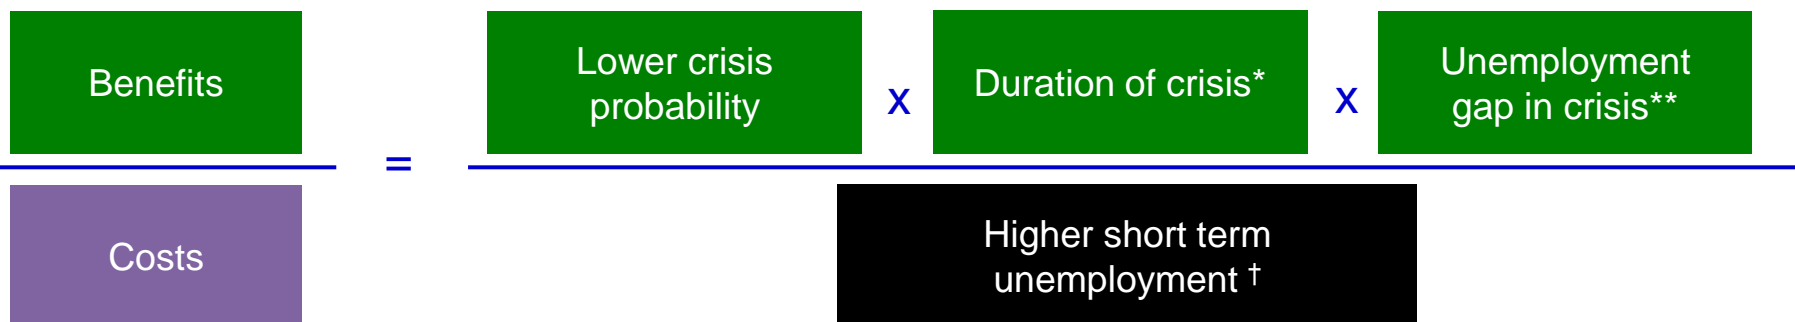 Benefits
Lower crisis
probability
x
Duration of crisis*
x
Unemployment
gap in crisis**
=
Costs
Higher short term
unemployment †